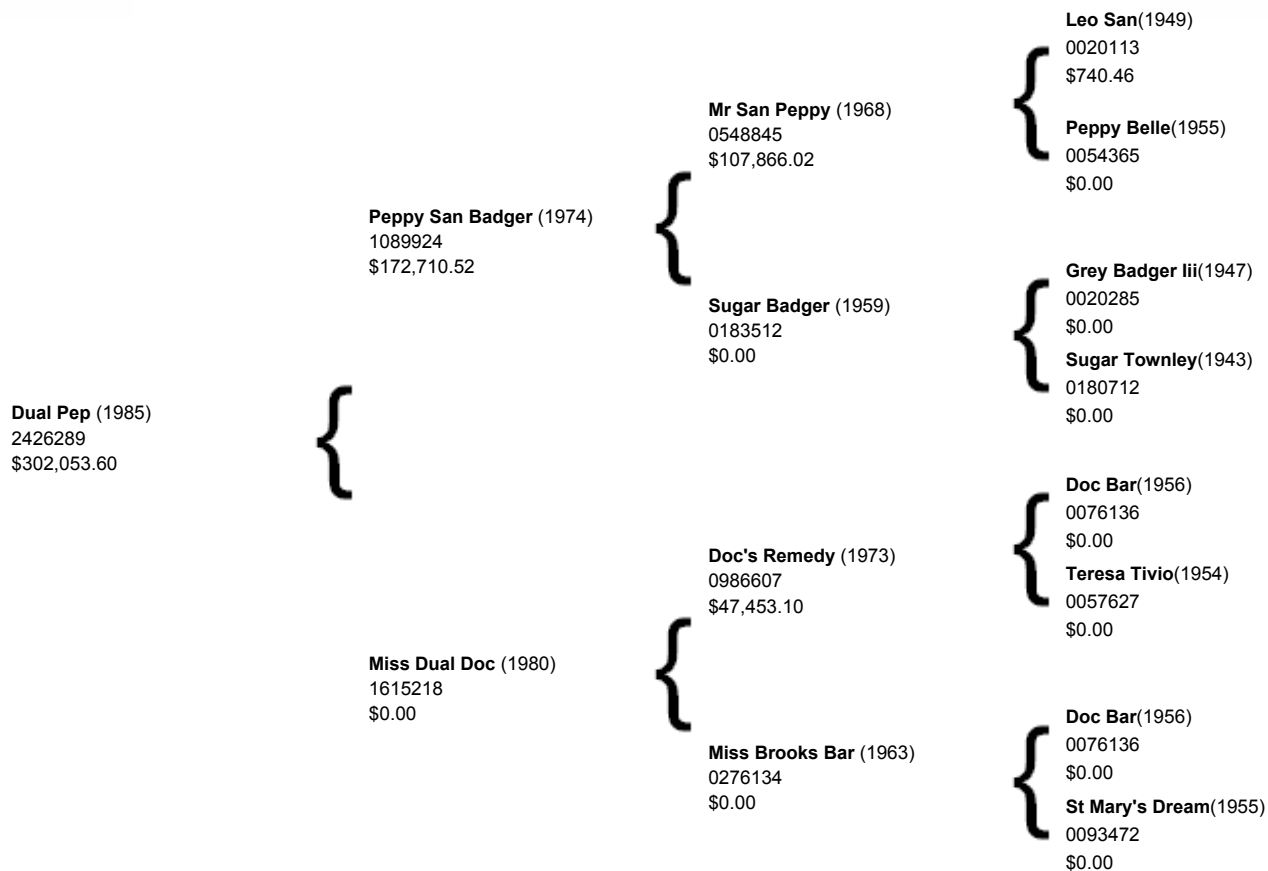 Leo San(1949)
0020113
$740.46
Mr San Peppy (1968)
0548845
$107,866.02
Peppy Belle(1955)
0054365
$0.00
Peppy San Badger (1974)
1089924
$172,710.52
Grey Badger Iii(1947)
0020285
$0.00
Sugar Badger (1959)
0183512
$0.00
Sugar Townley(1943)
0180712
$0.00
Dual Pep (1985)
2426289
$302,053.60
Doc Bar(1956)
0076136
$0.00
Doc's Remedy (1973)
0986607
$47,453.10
Teresa Tivio(1954)
0057627
$0.00
Miss Dual Doc (1980)
1615218
$0.00
Doc Bar(1956)
0076136
$0.00
Miss Brooks Bar (1963)
0276134
$0.00
St Mary's Dream(1955)
0093472
$0.00